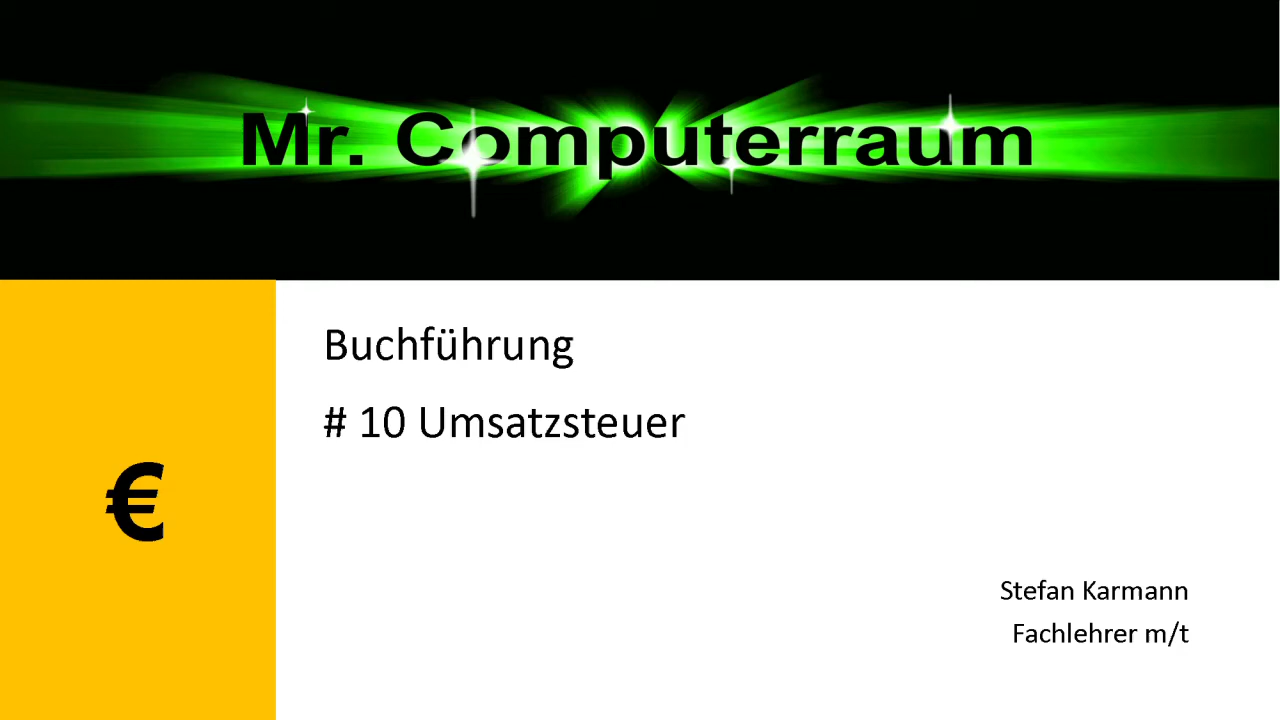 Mr. Computerraum
Buchführung
# 10 Umsatzsteuer
€
Stefan Karmann
Fachlehrer m/t